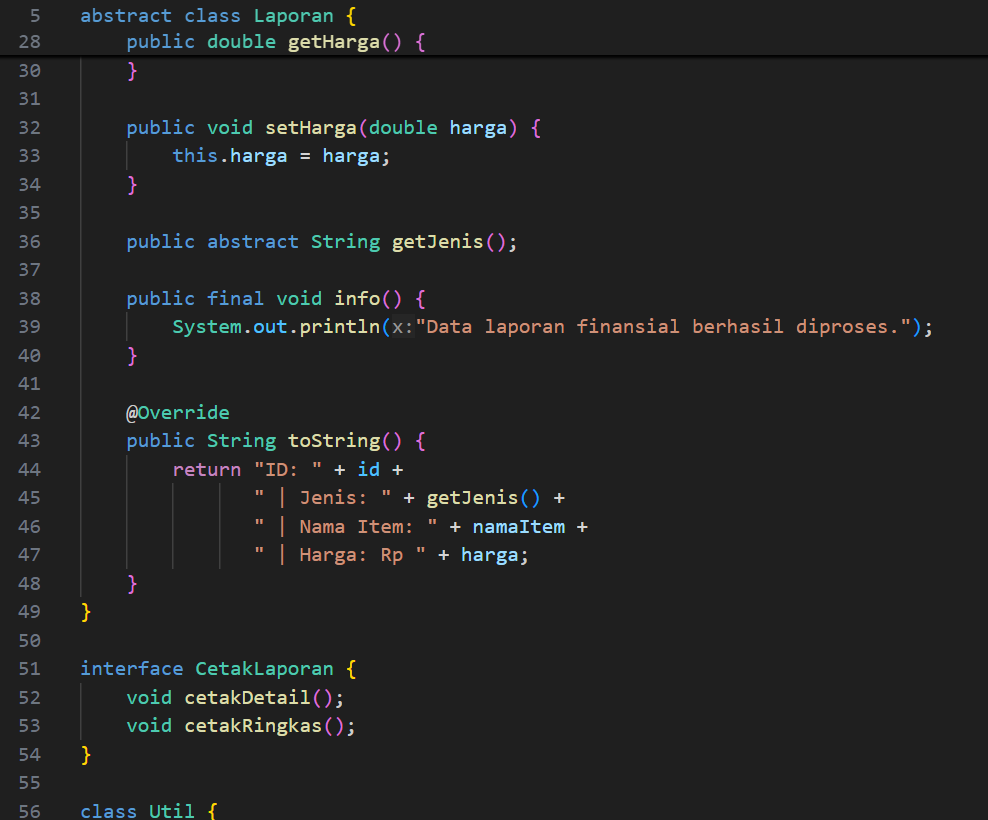 5 abstract class Laporan {
28     public double getHarga() {
30     }
31
32     public void setHarga(double harga) {
33         this.harga = harga;
34     }
35
36     public abstract String getJenis();
37
38     public final void info() {
39         System.out.println(x:"Data laporan finansial berhasil diproses.");
40     }
41
42     @Override
43     public String toString() {
44         return "ID: " + id +
45                " | Jenis: " + getJenis() +
46                " | Nama Item: " + namaItem +
47                " | Harga: Rp " + harga;
48     }
49 }
50
51 interface CetakLaporan {
52     void cetakDetail();
53     void cetakRingkas();
54 }
55
56 class Util {